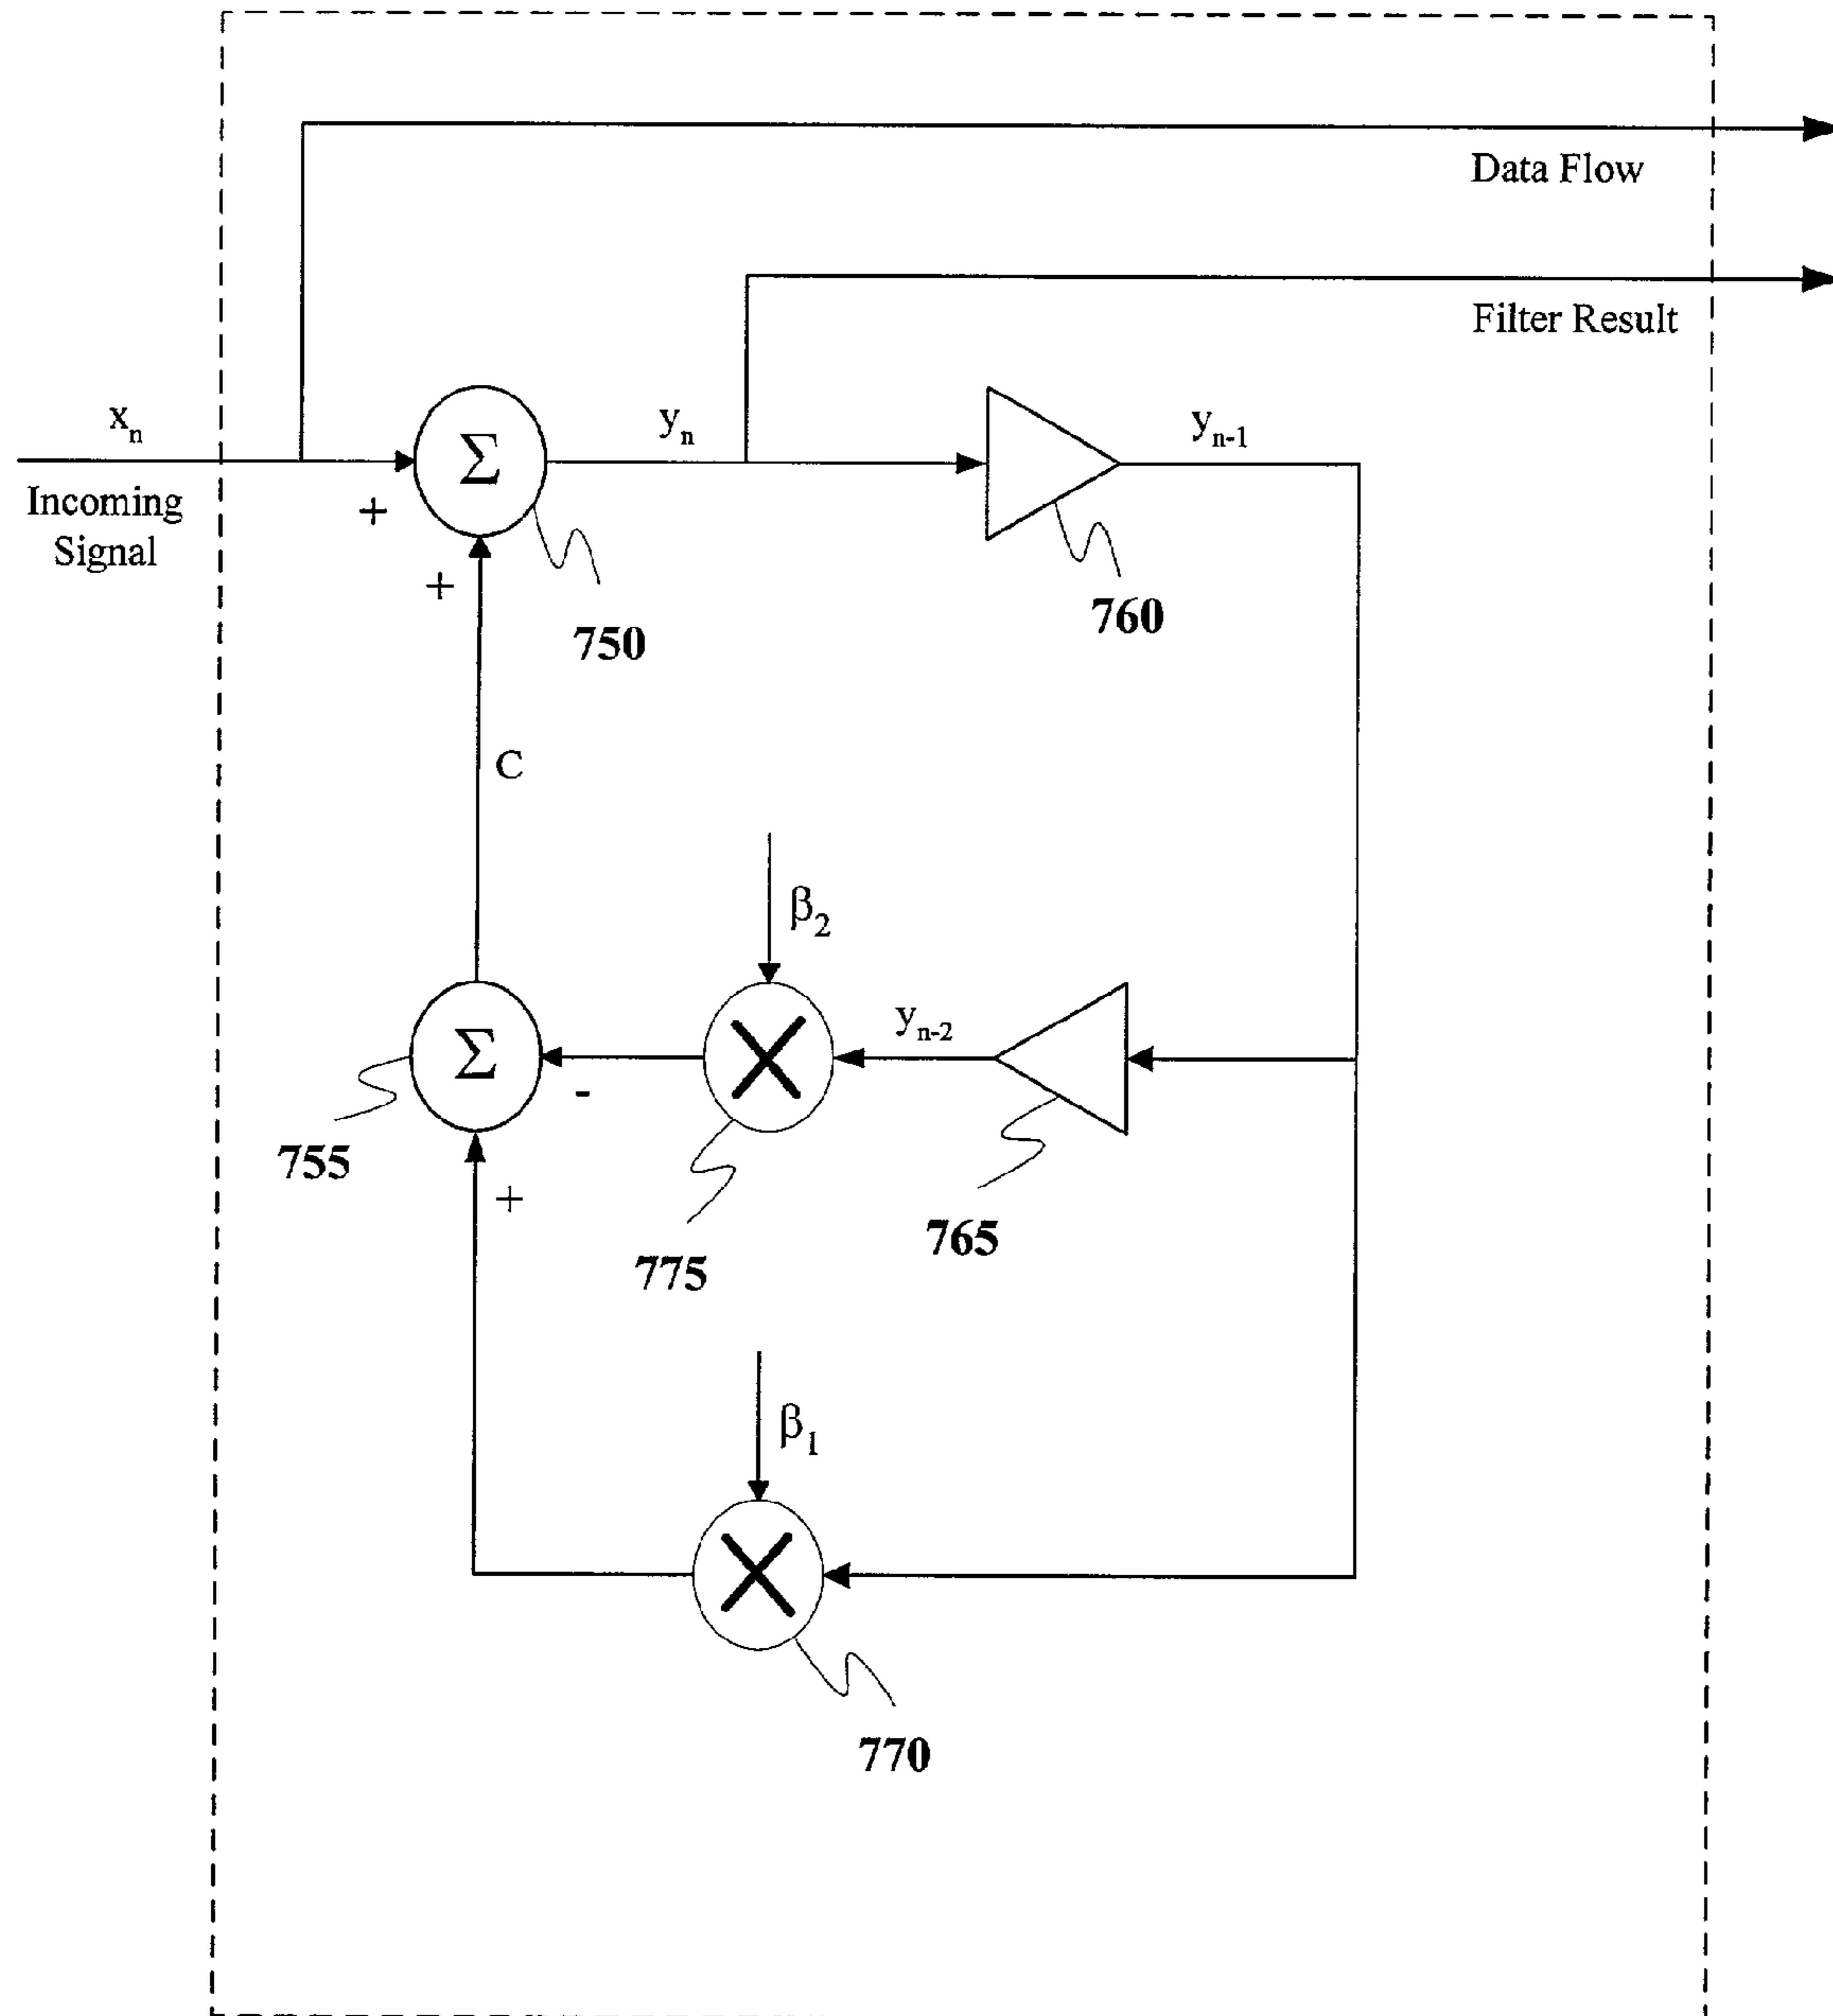 Data Flow
Filter Result
xₙ
Incoming
Signal
+
Σ
yₙ
yₙ₋₁
+
750
760
C
β₂
Σ
-
yₙ₋₂
755
+
775
765
β₁
770